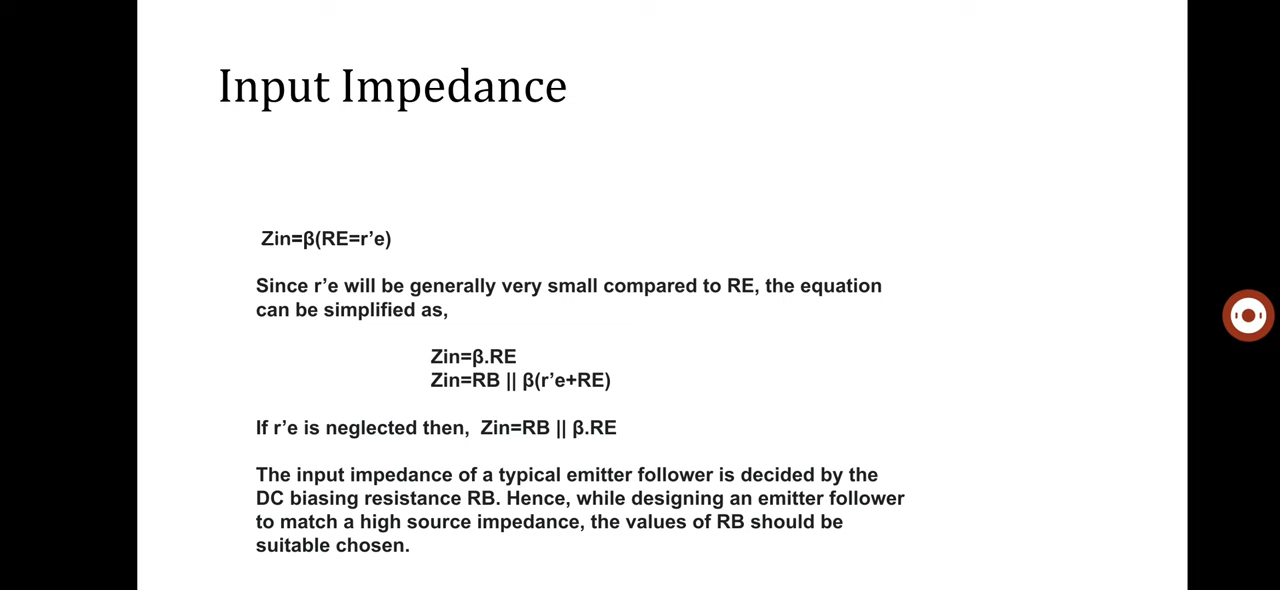 Input Impedance
Zin=β(RE=r’e)
Since r’e will be generally very small compared to RE, the equation
can be simplified as,
Zin=β.RE
Zin=RB || β(r’e+RE)
If r’e is neglected then, Zin=RB || β.RE
The input impedance of a typical emitter follower is decided by the
DC biasing resistance RB. Hence, while designing an emitter follower
to match a high source impedance, the values of RB should be
suitable chosen.